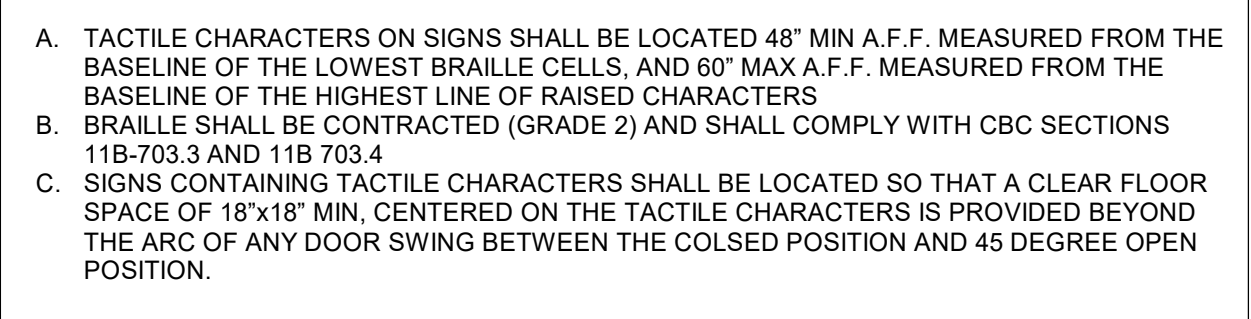 A. TACTILE CHARACTERS ON SIGNS SHALL BE LOCATED 48” MIN A.F.F. MEASURED FROM THE
BASELINE OF THE LOWEST BRAILLE CELLS, AND 60” MAX A.F.F. MEASURED FROM THE
BASELINE OF THE HIGHEST LINE OF RAISED CHARACTERS
B. BRAILLE SHALL BE CONTRACTED (GRADE 2) AND SHALL COMPLY WITH CBC SECTIONS
11B-703.3 AND 11B 703.4
C. SIGNS CONTAINING TACTILE CHARACTERS SHALL BE LOCATED SO THAT A CLEAR FLOOR
SPACE OF 18”x18” MIN, CENTERED ON THE TACTILE CHARACTERS IS PROVIDED BEYOND
THE ARC OF ANY DOOR SWING BETWEEN THE COLSED POSITION AND 45 DEGREE OPEN
POSITION.